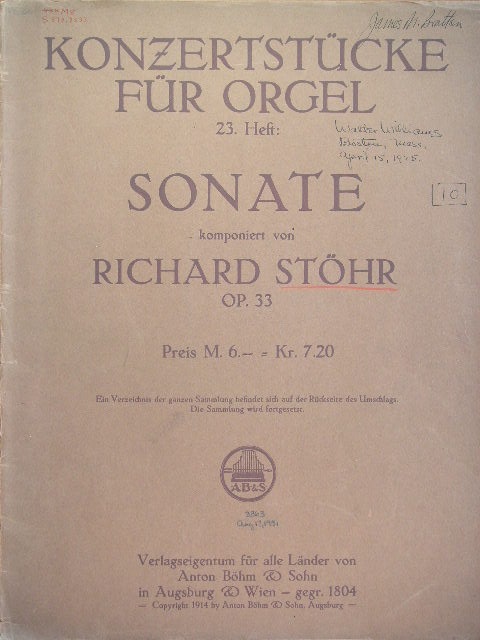 James M. Bratton
KONZERTSTÜCKE
FÜR ORGEL
23. Heft:
Boston, Mass.
April 15, 1925.
SONATE
[10]
komponiert von
RICHARD STÖHR
OP. 33
Preis M. 6.— = Kr. 7.20
Ein Verzeichnis der ganzen Sammlung befindet sich auf der Rückseite des Umschlags.
Die Sammlung wird fortgesetzt.
AB&S
Verlagseigentum für alle Länder von
Anton Böhm & Sohn
in Augsburg & Wien – gegr. 1804
— Copyright 1914 by Anton Böhm & Sohn, Augsburg —